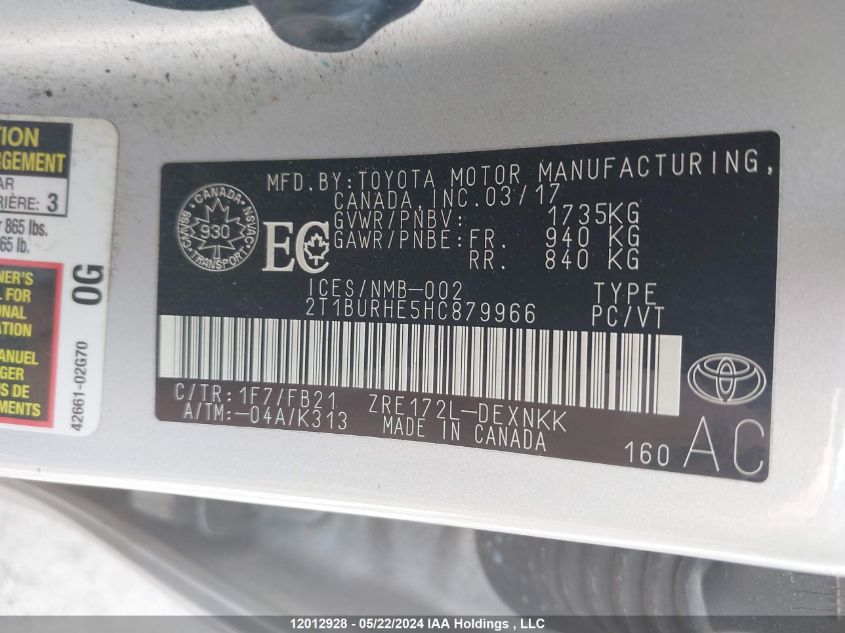 TION
RGEMENT
AR
RIÈRE: 3
r 865 lbs.
65 lb.
NER'S
L FOR
ONAL
ATION
ANUEL
RGER
NS DE
MENTS.
0G
42661-02G70
CANADA
930
TRANSPORT
EC
MFD.BY:TOYOTA MOTOR MANUFACTURING,
CANADA, INC.03/17
GVWR/PNBV: 1735KG
GAWR/PNBE:FR. 940 KG
RR. 840 KG
ICES/NMB-002 TYPE
2T1BURHE5HC879966 PC/VT
C/TR:1F7/FB21 ZRE172L-DEXNKK
A/TM:-04A/K313 MADE IN CANADA
160 AC
12012928 - 05/22/2024 IAA Holdings , LLC